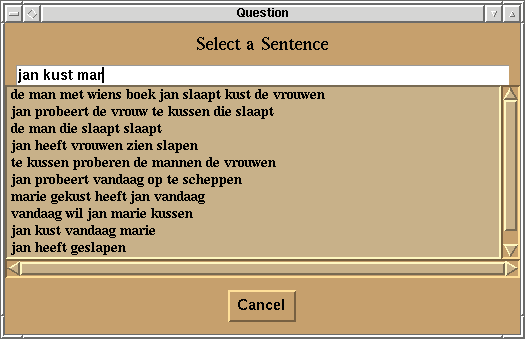 Question
Select a Sentence
jan kust mar
de man met wiens boek jan slaapt kust de vrouwen
jan probeert de vrouw te kussen die slaapt
de man die slaapt slaapt
jan heeft vrouwen zien slapen
te kussen proberen de mannen de vrouwen
jan probeert vandaag op te scheppen
marie gekust heeft jan vandaag
vandaag wil jan marie kussen
jan kust vandaag marie
jan heeft geslapen
Cancel